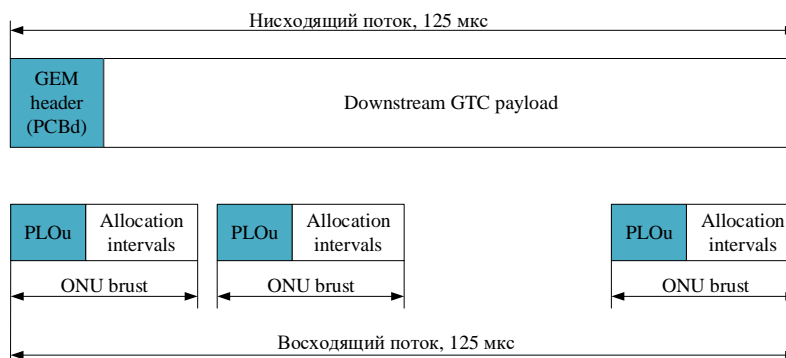 Нисходящий поток, 125 мкс
GEM
header
(PCBd)
Downstream GTC payload
PLOu
Allocation
intervals
PLOu
Allocation
intervals
PLOu
Allocation
intervals
ONU brust
ONU brust
ONU brust
Восходящий поток, 125 мкс